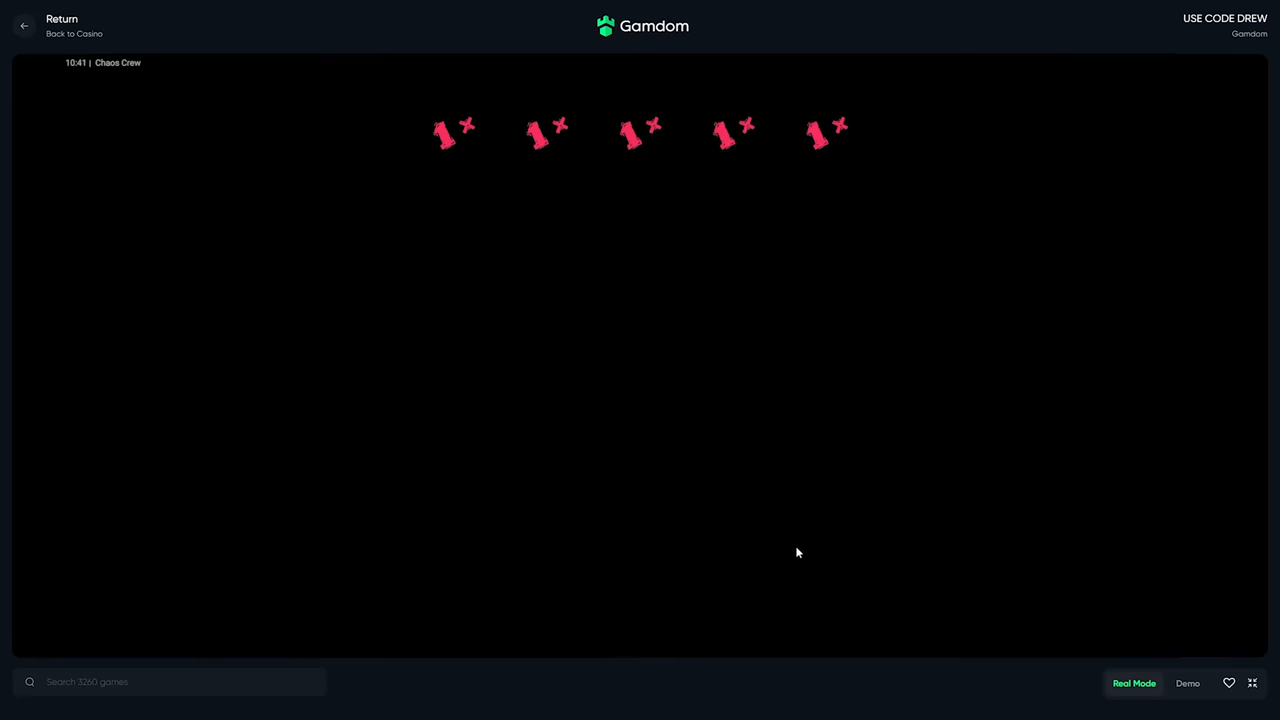 Return
Back to Casino
Gamdom
USE CODE DREW
Gamdom
10:41 | Chaos Crew
1x 1x 1x 1x 1x
Search 3260 games
Real Mode
Demo